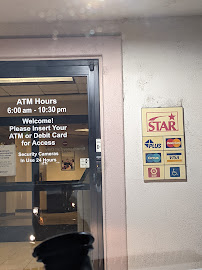 ATM Hours
6:00 am - 10:30 pm
Welcome!
Please Insert Your
ATM or Debit Card
for Access
Security Cameras
In Use 24 Hours
STAR
PLUS
MasterCard
VISA